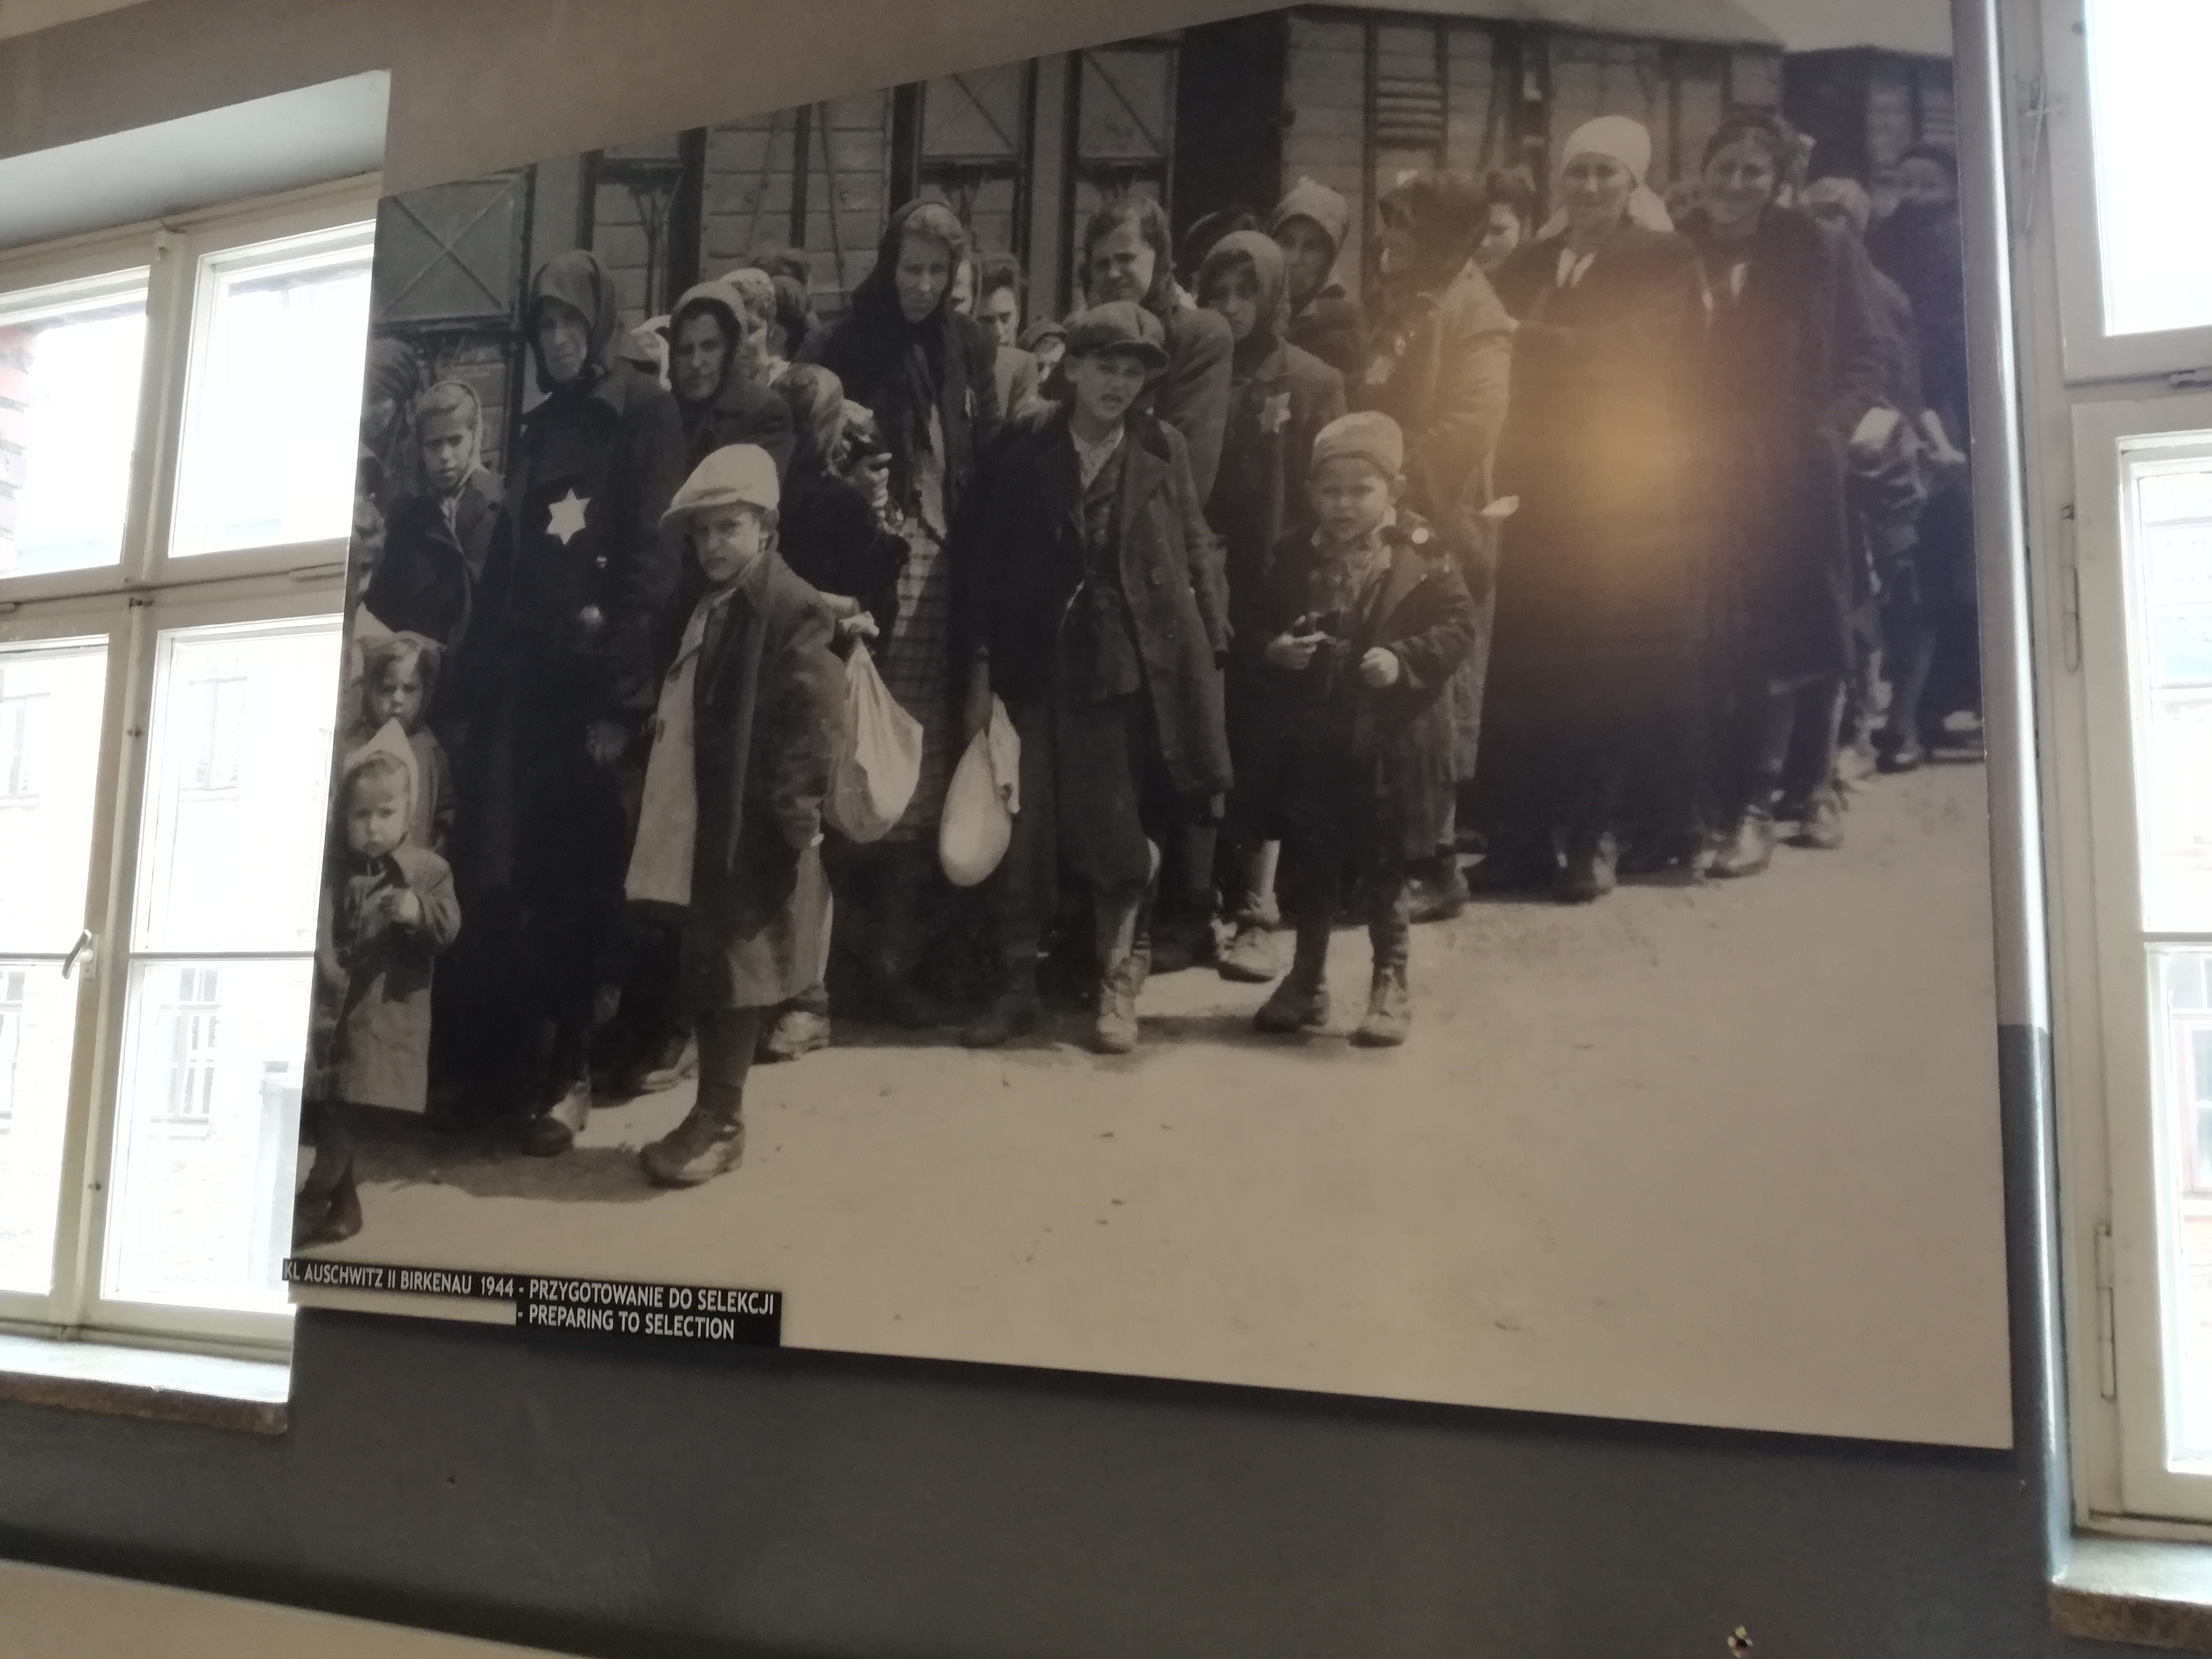 KL AUSCHWITZ II BIRKENAU 1944 - PRZYGOTOWANIE DO SELEKCJI
- PREPARING TO SELECTION